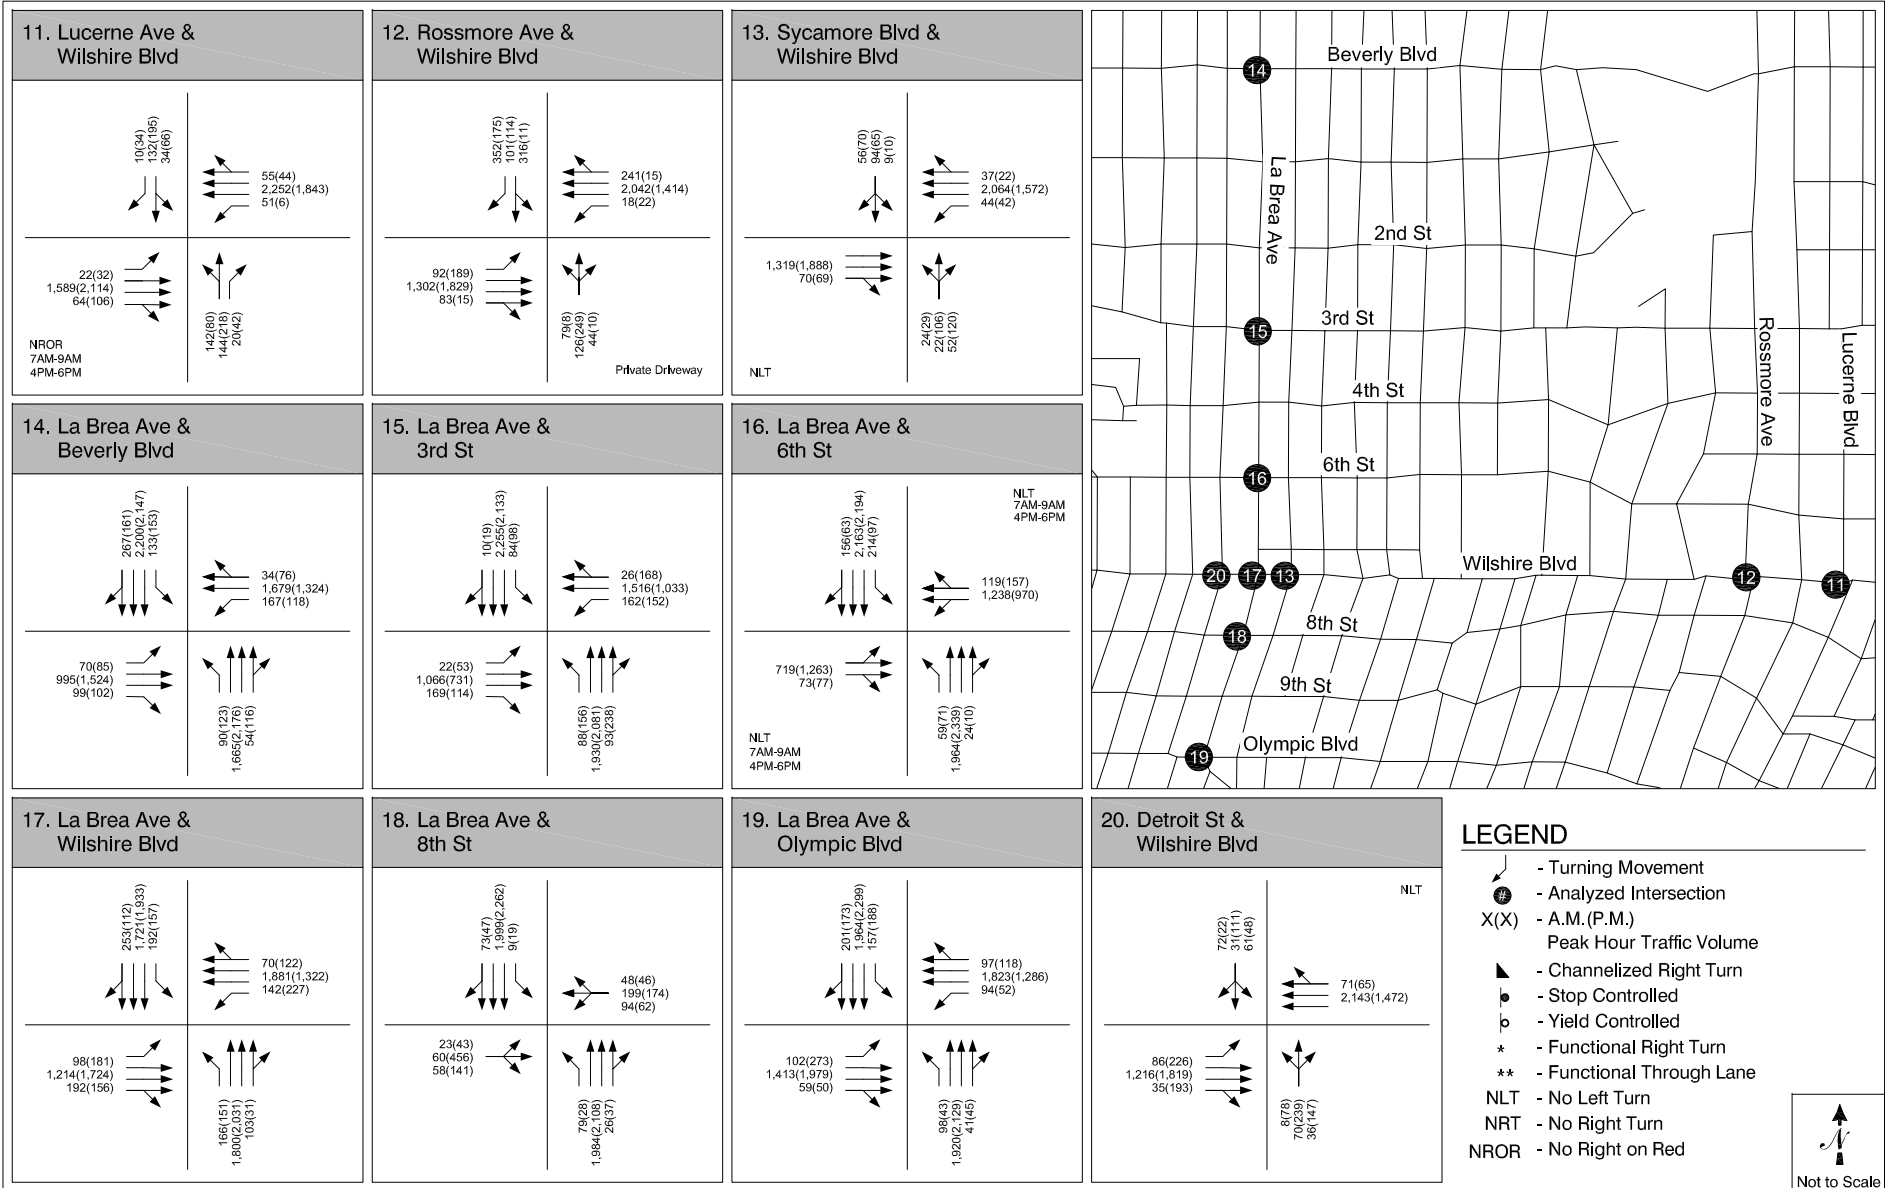 11. Lucerne Ave &
Wilshire Blvd
10(34)
132(195)
34(66)
55(44)
2,252(1,843)
51(6)
22(32)
1,589(2,114)
64(106)
142(80)
144(218)
20(42)
NROR
7AM-9AM
4PM-6PM
12. Rossmore Ave &
Wilshire Blvd
352(175)
101(114)
316(11)
241(15)
2,042(1,414)
18(22)
92(189)
1,302(1,829)
83(15)
79(8)
126(249)
44(10)
Private Driveway
13. Sycamore Blvd &
Wilshire Blvd
56(70)
94(65)
9(10)
37(22)
2,064(1,572)
44(42)
1,319(1,888)
70(69)
24(29)
22(106)
52(120)
NLT
14. La Brea Ave &
Beverly Blvd
267(161)
2,200(2,147)
133(153)
34(76)
1,679(1,324)
167(118)
70(85)
995(1,524)
99(102)
90(123)
1,665(2,176)
54(116)
15. La Brea Ave &
3rd St
10(19)
2,255(2,133)
84(98)
26(168)
1,516(1,033)
162(152)
22(53)
1,066(731)
169(114)
88(156)
1,930(2,081)
93(238)
16. La Brea Ave &
6th St
NLT
7AM-9AM
4PM-6PM
156(63)
2,163(2,194)
214(97)
119(157)
1,238(970)
719(1,263)
73(77)
59(71)
1,964(2,339)
24(10)
NLT
7AM-9AM
4PM-6PM
Beverly Blvd
14
La Brea Ave
2nd St
3rd St
15
4th St
Rossmore Ave
Lucerne Blvd
6th St
16
Wilshire Blvd
20
17
13
12
11
8th St
18
9th St
Olympic Blvd
19
17. La Brea Ave &
Wilshire Blvd
253(112)
1,721(1,933)
192(157)
70(122)
1,881(1,322)
142(227)
98(181)
1,214(1,724)
192(156)
166(151)
1,800(2,031)
103(31)
18. La Brea Ave &
8th St
73(47)
1,999(2,262)
9(19)
48(46)
199(174)
94(62)
23(43)
60(456)
58(141)
79(28)
1,984(2,108)
26(37)
19. La Brea Ave &
Olympic Blvd
201(173)
1,964(2,299)
157(188)
97(118)
1,823(1,286)
94(52)
102(273)
1,413(1,979)
59(50)
98(43)
1,920(2,129)
41(45)
20. Detroit St &
Wilshire Blvd
NLT
72(22)
31(111)
61(48)
71(65)
2,143(1,472)
86(226)
1,216(1,819)
35(193)
8(78)
70(239)
36(147)
LEGEND
- Turning Movement
# - Analyzed Intersection
X(X) - A.M.(P.M.)
Peak Hour Traffic Volume
- Channelized Right Turn
- Stop Controlled
- Yield Controlled
* - Functional Right Turn
** - Functional Through Lane
NLT - No Left Turn
NRT - No Right Turn
NROR - No Right on Red
N
Not to Scale